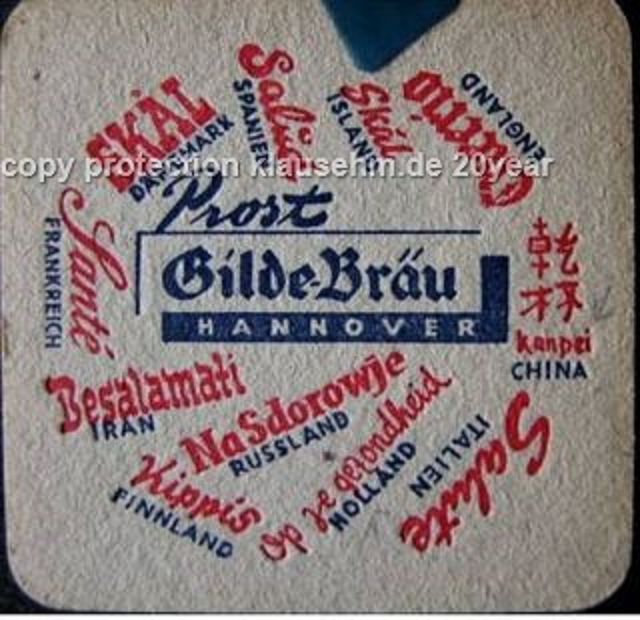 SKÅL
DÄNEMARK
Salud
SPANIEN
Skál
ISLAND
Cheerio
ENGLAND
copy protection klausehm.de 20year
Prost
Gilde-Bräu
HANNOVER
Santé
FRANKREICH
乾杯
kanpei
CHINA
Besalamati
IRAN
NaSdorowje
RUSSLAND
Kippis
FINNLAND
op je gezondheid
HOLLAND
Salute
ITALIEN